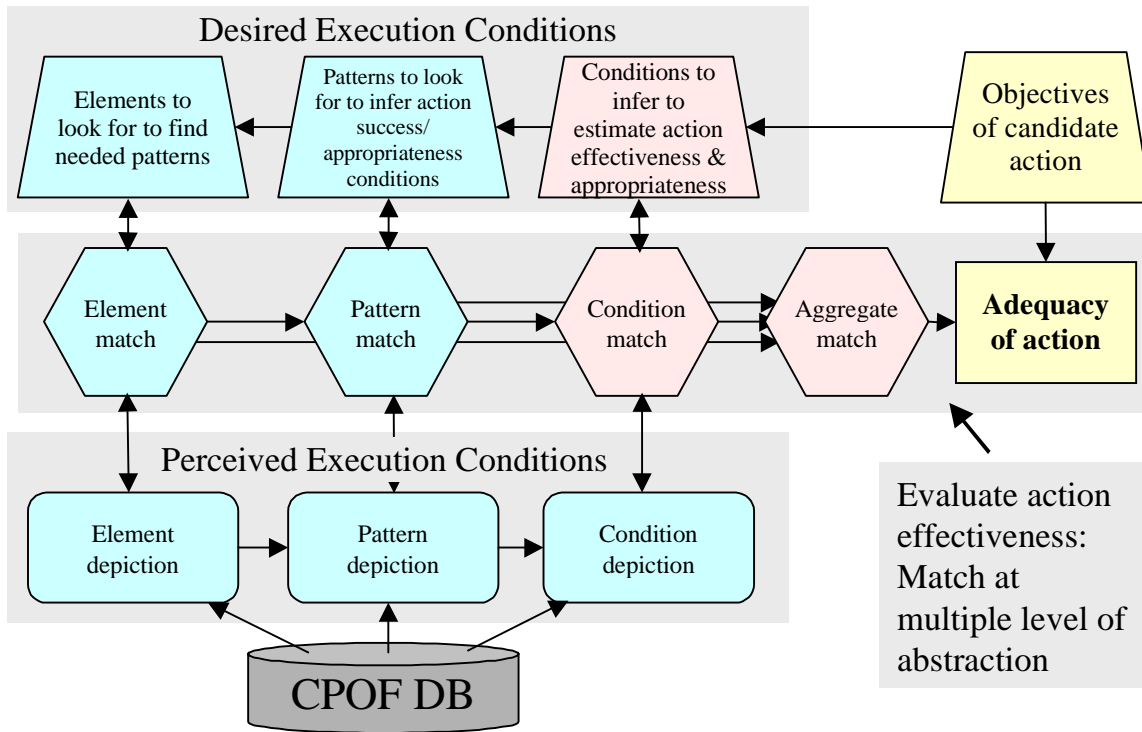 Desired Execution Conditions
Elements to
look for to find
needed patterns
Patterns to look
for to infer action
success/
appropriateness
conditions
Conditions to
infer to
estimate action
effectiveness &
appropriateness
Objectives
of candidate
action
Element
match
Pattern
match
Condition
match
Aggregate
match
Adequacy
of action
Perceived Execution Conditions
Element
depiction
Pattern
depiction
Condition
depiction
Evaluate action
effectiveness:
Match at
multiple level of
abstraction
CPOF DB